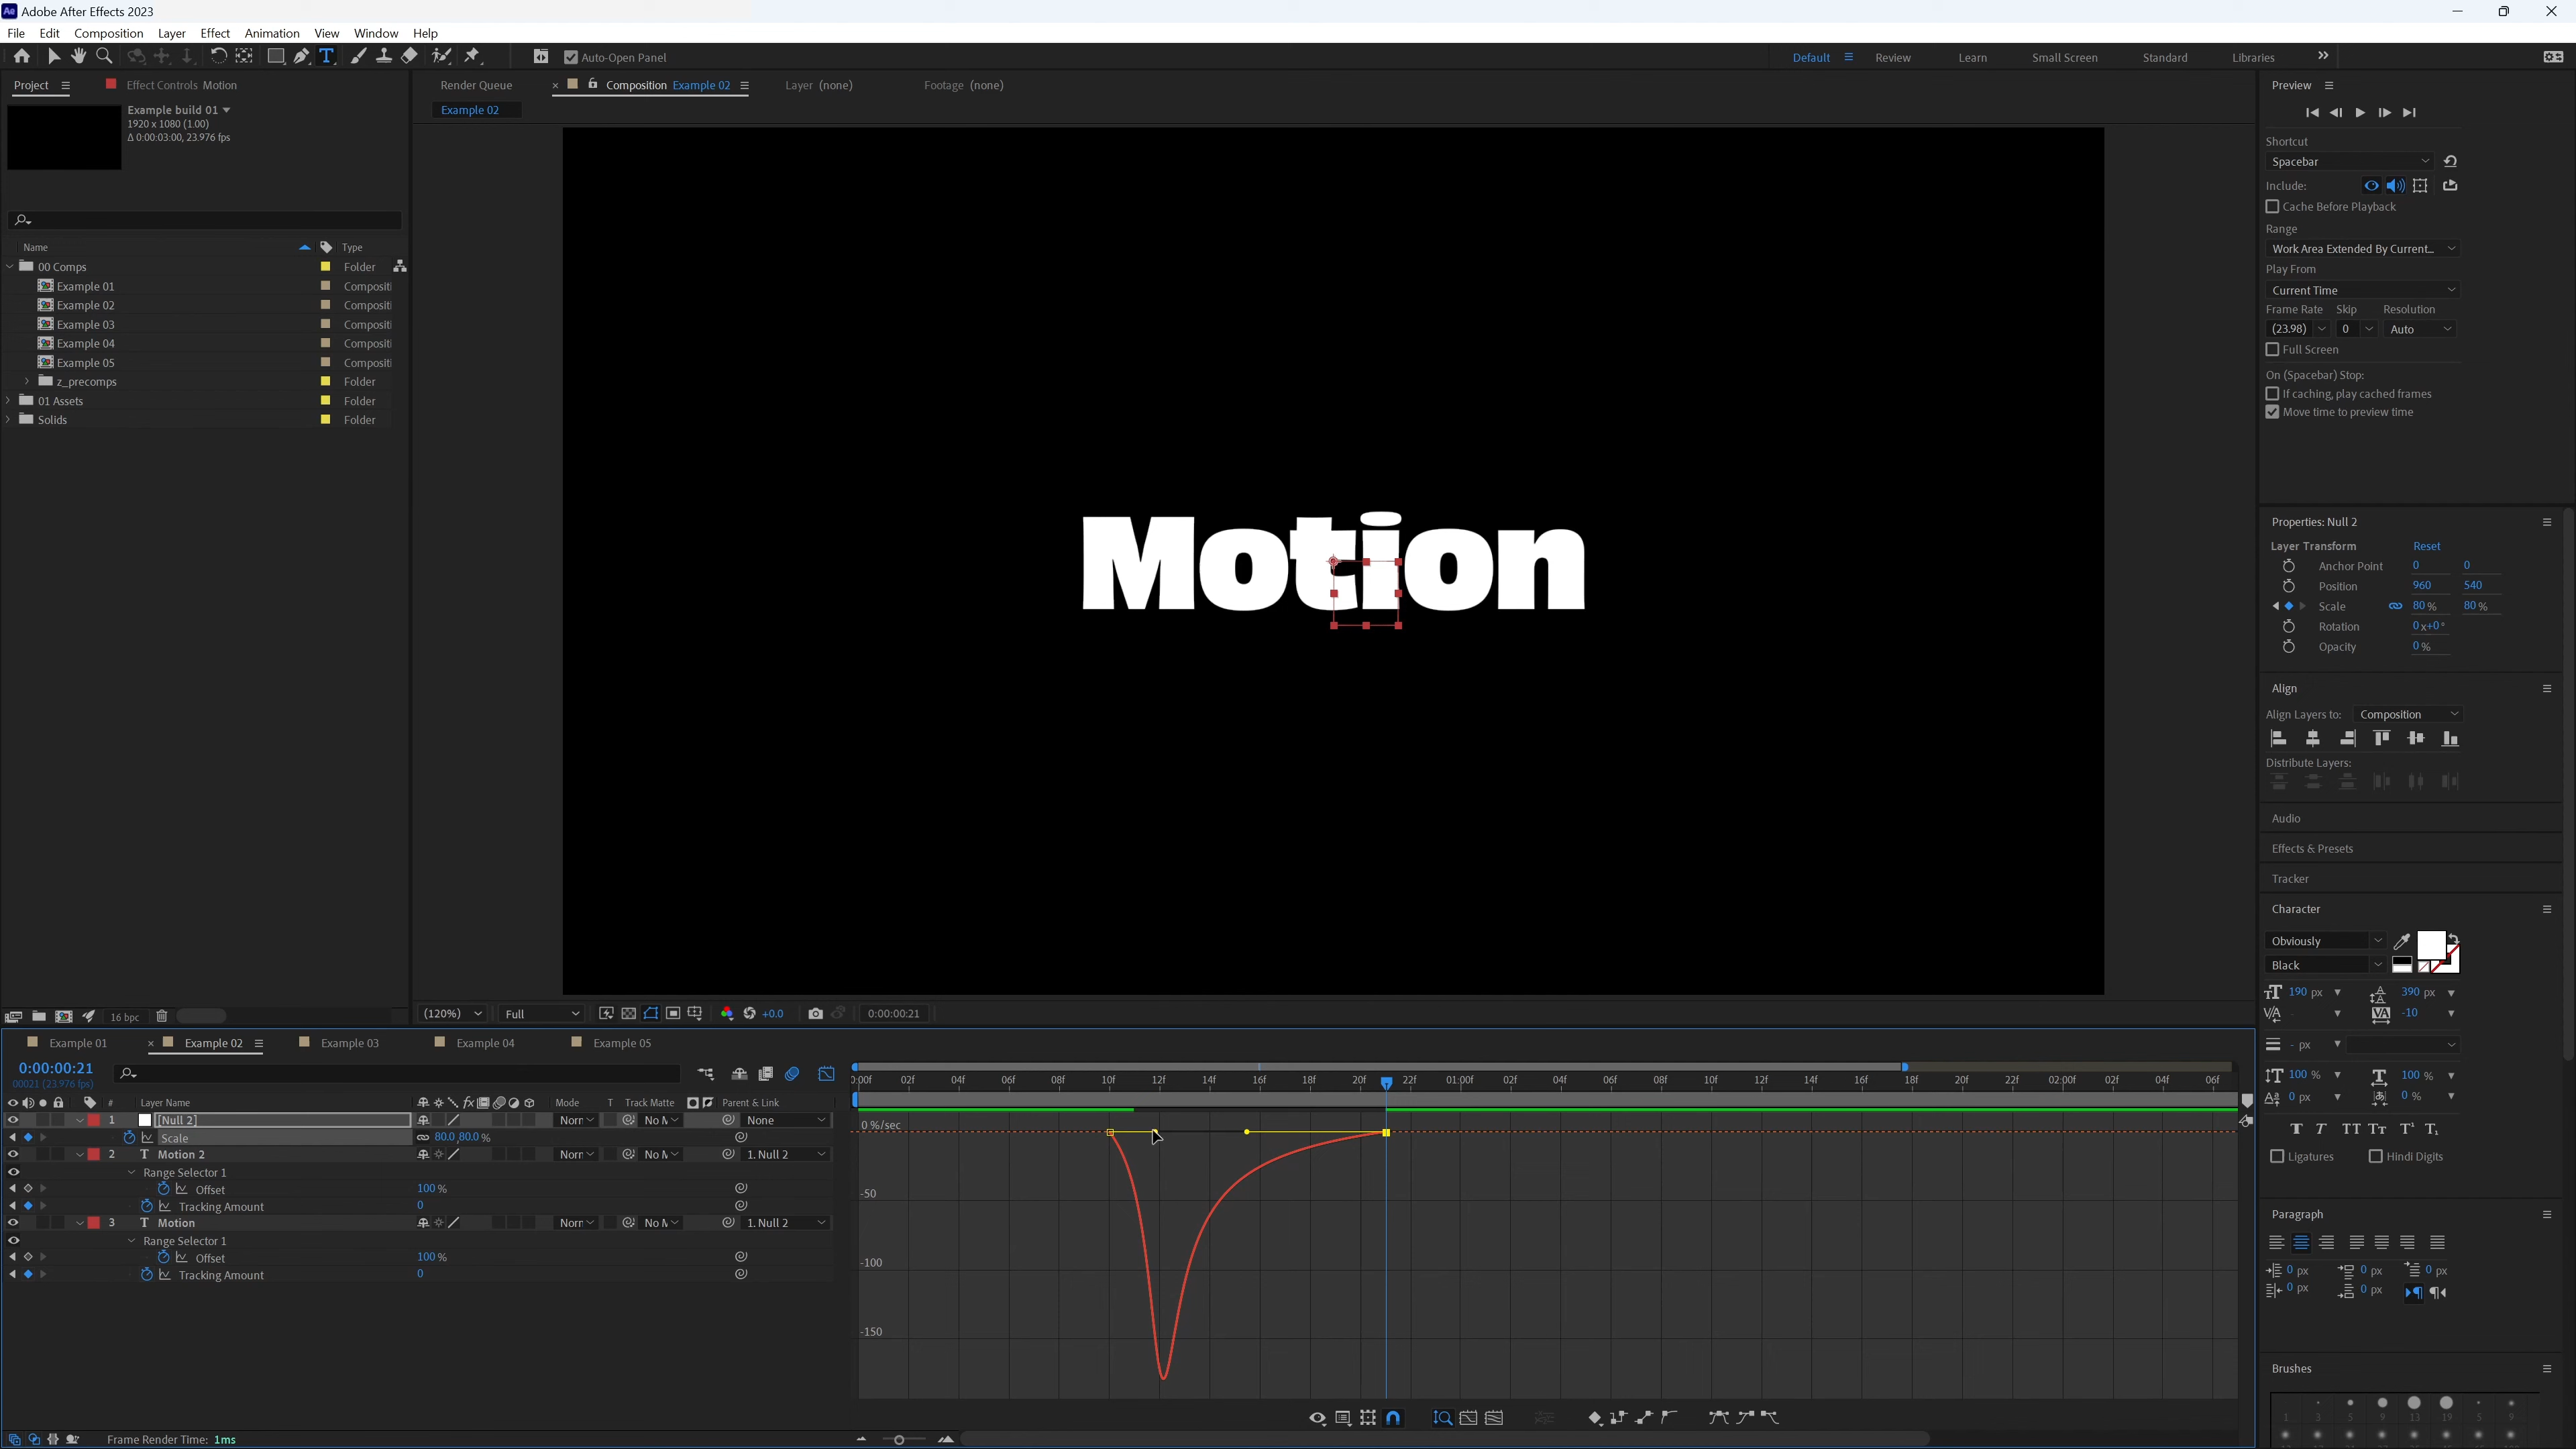 Adobe After Effects 2023
File Edit Composition Layer Effect Animation View Window Help
Auto-Open Panel
Default Review Learn Small Screen Standard Libraries
Project
Effect Controls Motion
Example build 01
1920 x 1080 (1.00)
Δ 0:00:03:00, 23.976 fps
Name Type
00 Comps Folder
Example 01 Compositi
Example 02 Compositi
Example 03 Compositi
Example 04 Compositi
Example 05 Compositi
z_precomps Folder
01 Assets Folder
Solids Folder
16 bpc
Render Queue
Composition Example 02
Layer (none)
Footage (none)
Example 02
Motion
(120%) Full +0.0 0:00:00:21
Preview
Shortcut
Spacebar
Include:
Cache Before Playback
Range
Work Area Extended By Current...
Play From
Current Time
Frame Rate Skip Resolution
(23.98) 0 Auto
Full Screen
On (Spacebar) Stop:
If caching, play cached frames
Move time to preview time
Properties: Null 2
Layer Transform Reset
Anchor Point 0 0
Position 960 540
Scale 80 % 80 %
Rotation 0x+0°
Opacity 0 %
Align
Align Layers to: Composition
Distribute Layers:
Audio
Effects & Presets
Tracker
Character
Obviously
Black
190 px 390 px
- -10
- px
100 % 100 %
0 px 0 %
Ligatures Hindi Digits
Paragraph
0 px 0 px 0 px
0 px 0 px
Brushes
1 3 5 9 13 19 5 9
Example 01 Example 02 Example 03 Example 04 Example 05
0:00:00:21
00021 (23.976 fps)
# Layer Name Mode T Track Matte Parent & Link
1 [Null 2] Norr None
Scale 80.0,80.0 %
2 T Motion 2 Norr No M 1. Null 2
Range Selector 1
Offset 100 %
Tracking Amount 0
3 T Motion Norr No M 1. Null 2
Range Selector 1
Offset 100 %
Tracking Amount 0
Frame Render Time: 1ms
0:00f 02f 04f 06f 08f 10f 12f 14f 16f 18f 20f 22f 01:00f 02f 04f 06f 08f 10f 12f 14f 16f 18f 20f 22f 02:00f 02f 04f 06f
0 %/sec
-50
-100
-150